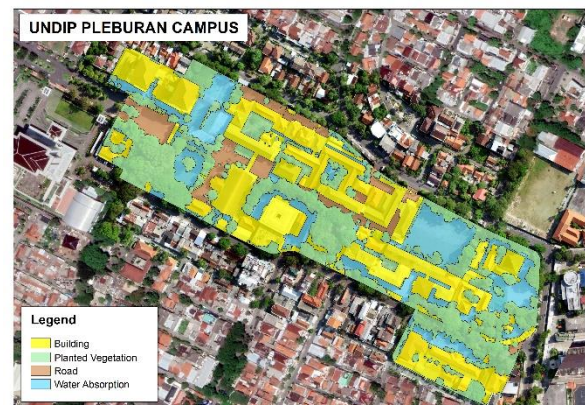 UNDIP PLEBURAN CAMPUS
Legend
Building
Planted Vegetation
Road
Water Absorption